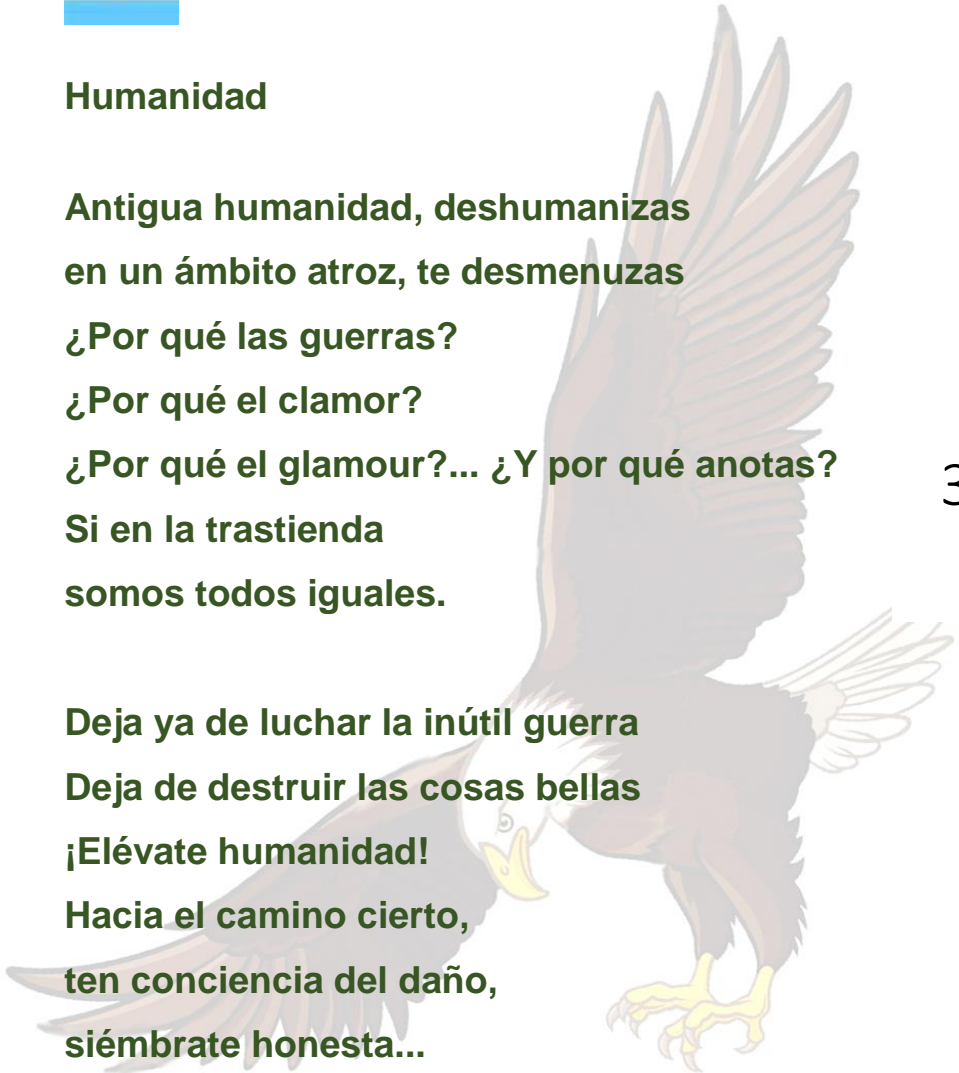 Humanidad
Antigua humanidad, deshumanizas
en un ámbito atroz, te desmenuzas
¿Por qué las guerras?
¿Por qué el clamor?
¿Por qué el glamour?... ¿Y por qué anotas?
Si en la trastienda
somos todos iguales.
Deja ya de luchar la inútil guerra
Deja de destruir las cosas bellas
¡Elévate humanidad!
Hacia el camino cierto,
ten conciencia del daño,
siémbrate honesta...